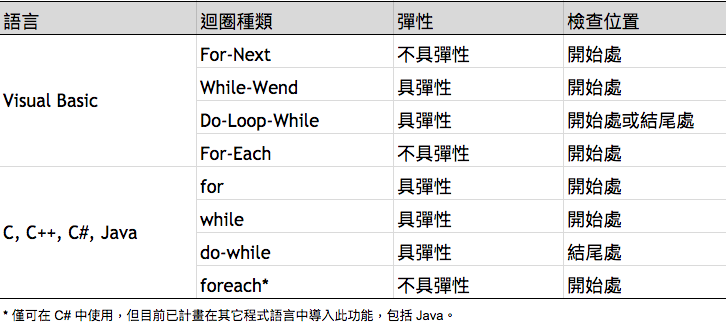 語言 迴圈種類 彈性 檢查位置
For-Next 不具彈性 開始處
While-Wend 具彈性 開始處
Visual Basic
Do-Loop-While 具彈性 開始處或結尾處
For-Each 不具彈性 開始處
for 具彈性 開始處
while 具彈性 開始處
C, C++, C#, Java
do-while 具彈性 結尾處
foreach* 不具彈性 開始處
* 僅可在 C# 中使用，但目前已計畫在其它程式語言中導入此功能，包括 Java。